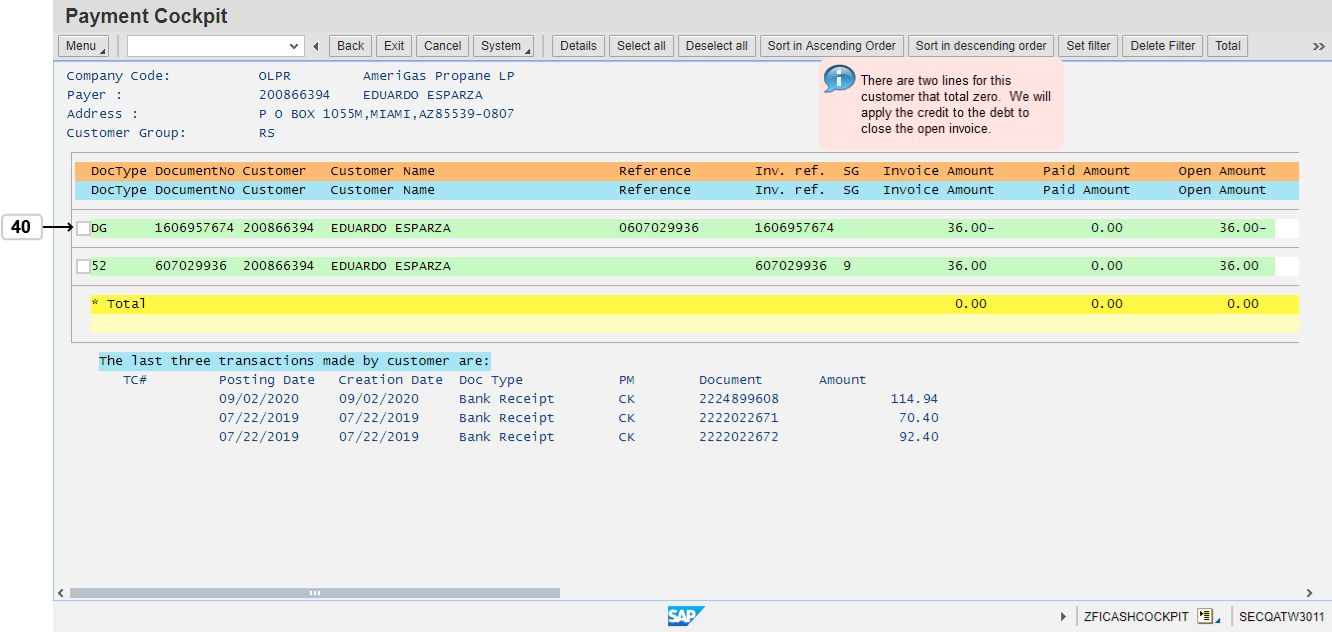 Payment Cockpit
Menu Back Exit Cancel System Details Select all Deselect all Sort in Ascending Order Sort in descending order Set filter Delete Filter Total
Company Code: OLPR AmeriGas Propane LP
Payer : 200866394 EDUARDO ESPARZA
Address : P O BOX 1055M,MIAMI,AZ85539-0807
Customer Group: RS
There are two lines for this
customer that total zero. We will
apply the credit to the debt to
close the open invoice.
DocType DocumentNo Customer Customer Name Reference Inv. ref. SG Invoice Amount Paid Amount Open Amount
DocType DocumentNo Customer Customer Name Reference Inv. ref. SG Invoice Amount Paid Amount Open Amount
40
DG 1606957674 200866394 EDUARDO ESPARZA 0607029936 1606957674 36.00- 0.00 36.00-
52 607029936 200866394 EDUARDO ESPARZA 607029936 9 36.00 0.00 36.00
* Total 0.00 0.00 0.00
The last three transactions made by customer are:
TC# Posting Date Creation Date Doc Type PM Document Amount
09/02/2020 09/02/2020 Bank Receipt CK 2224899608 114.94
07/22/2019 07/22/2019 Bank Receipt CK 2222022671 70.40
07/22/2019 07/22/2019 Bank Receipt CK 2222022672 92.40
SAP ZFICASHCOCKPIT SECQATW3011